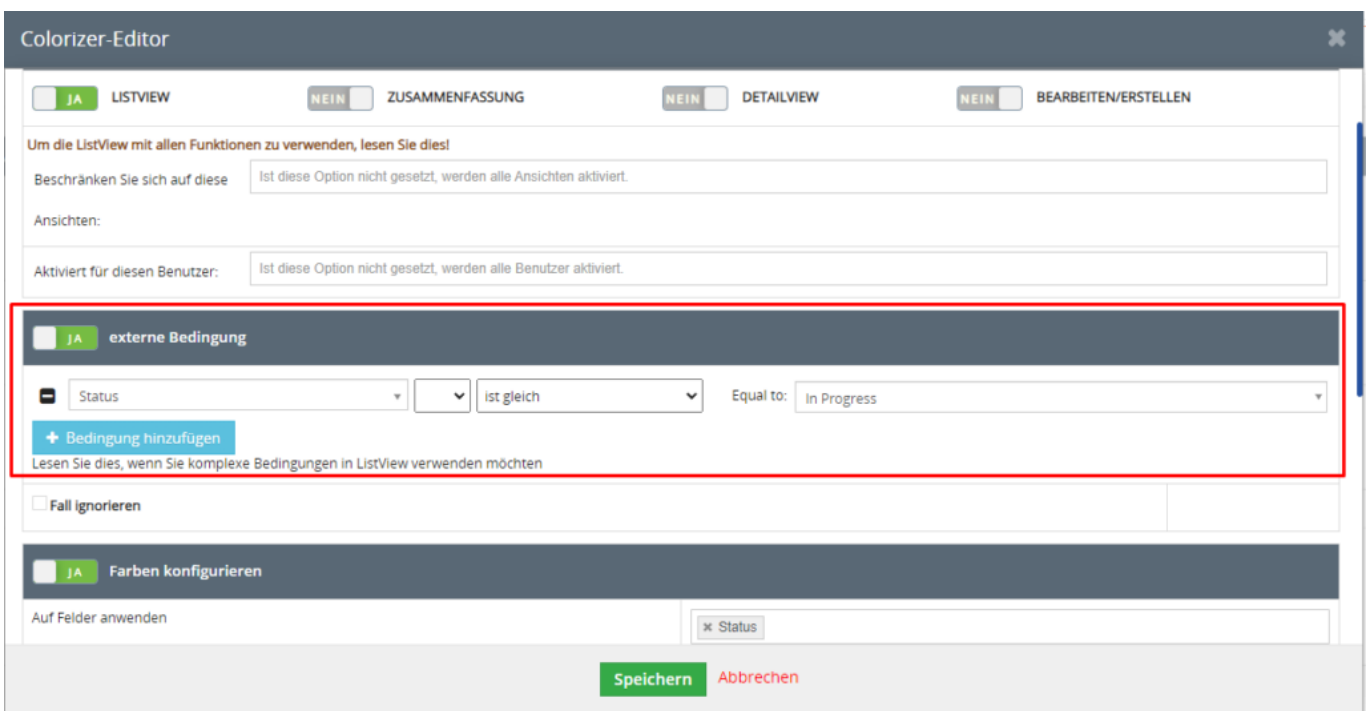 Colorizer-Editor
JA LISTVIEW NEIN ZUSAMMENFASSUNG NEIN DETAILVIEW NEIN BEARBEITEN/ERSTELLEN
Um die ListView mit allen Funktionen zu verwenden, lesen Sie dies!
Beschränken Sie sich auf diese Ist diese Option nicht gesetzt, werden alle Ansichten aktiviert.
Ansichten:
Aktiviert für diesen Benutzer: Ist diese Option nicht gesetzt, werden alle Benutzer aktiviert.
JA externe Bedingung
Status ist gleich Equal to: In Progress
+ Bedingung hinzufügen
Lesen Sie dies, wenn Sie komplexe Bedingungen in ListView verwenden möchten
Fall ignorieren
JA Farben konfigurieren
Auf Felder anwenden × Status
Speichern Abbrechen